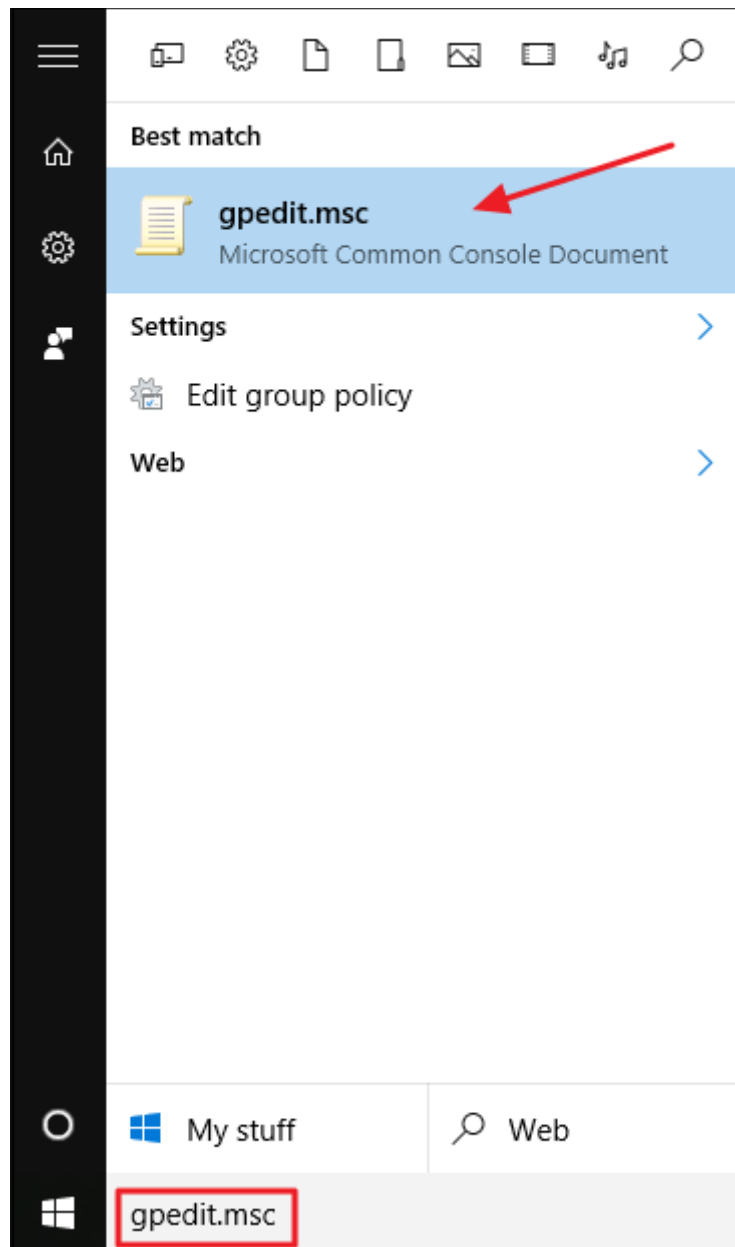 Best match
gpedit.msc
Microsoft Common Console Document
Settings
Edit group policy
Web
My stuff
Web
gpedit.msc